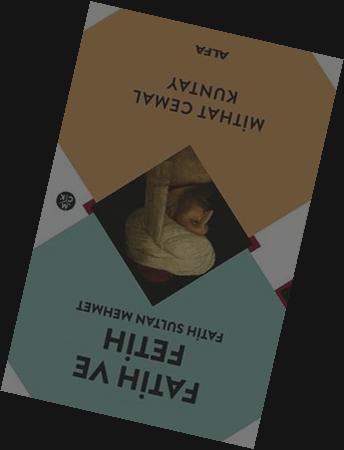 FATİH VE
FETİH
FATİH SULTAN MEHMET
MİTHAT CEMAL
KUNTAY
ALFA